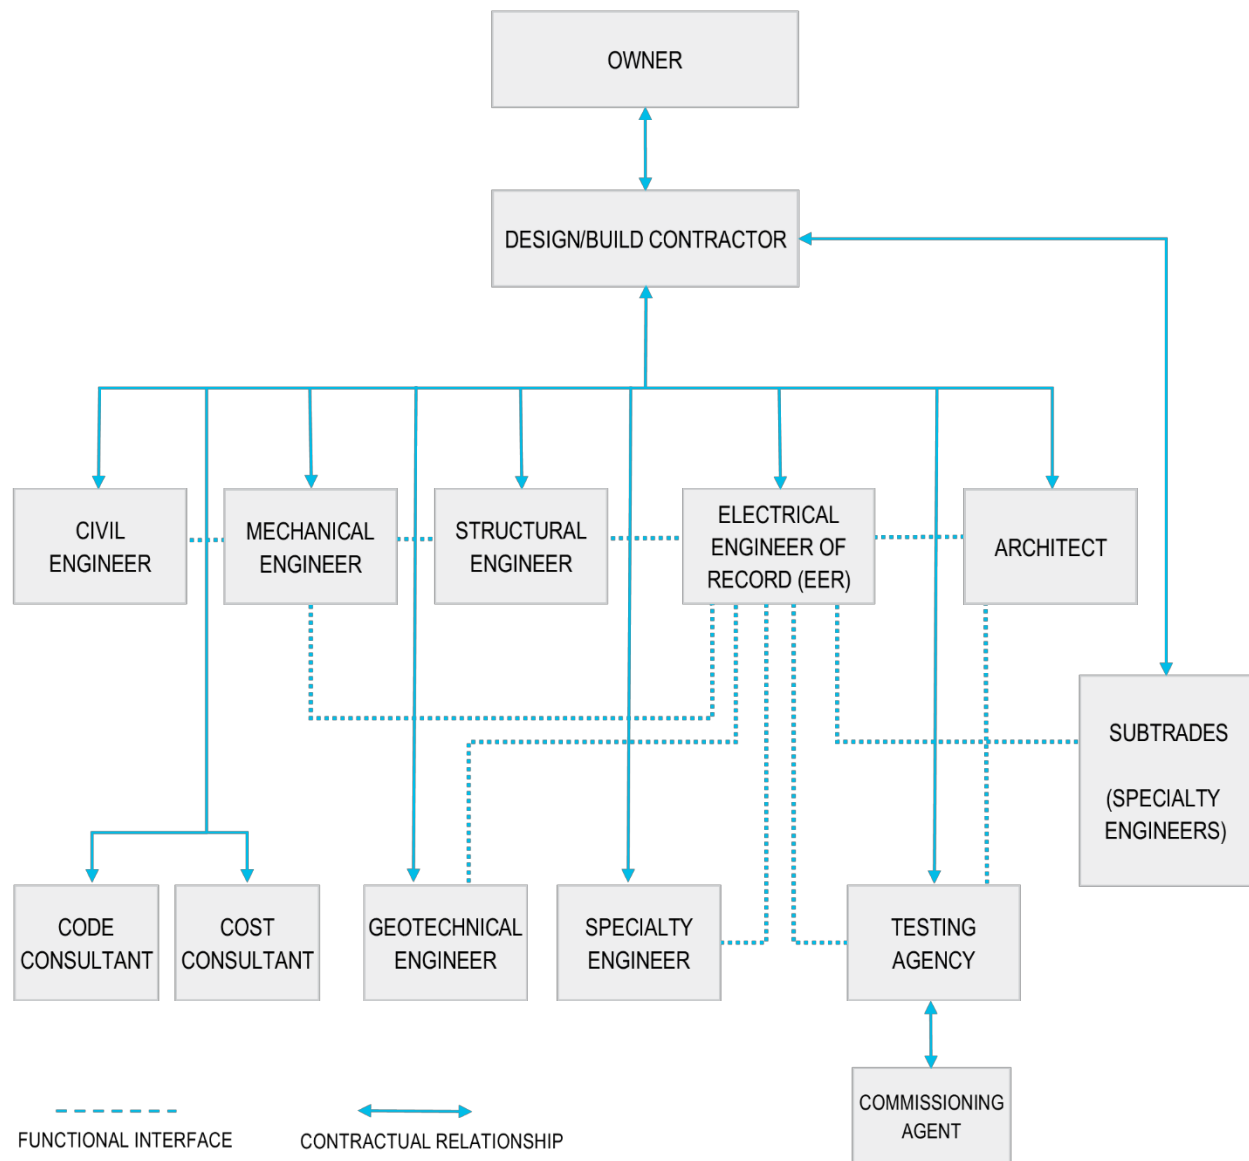 OWNER
DESIGN/BUILD CONTRACTOR
CIVIL
ENGINEER
MECHANICAL
ENGINEER
STRUCTURAL
ENGINEER
ELECTRICAL
ENGINEER OF
RECORD (EER)
ARCHITECT
SUBTRADES
(SPECIALTY
ENGINEERS)
CODE
CONSULTANT
COST
CONSULTANT
GEOTECHNICAL
ENGINEER
SPECIALTY
ENGINEER
TESTING
AGENCY
COMMISSIONING
AGENT
FUNCTIONAL INTERFACE
CONTRACTUAL RELATIONSHIP